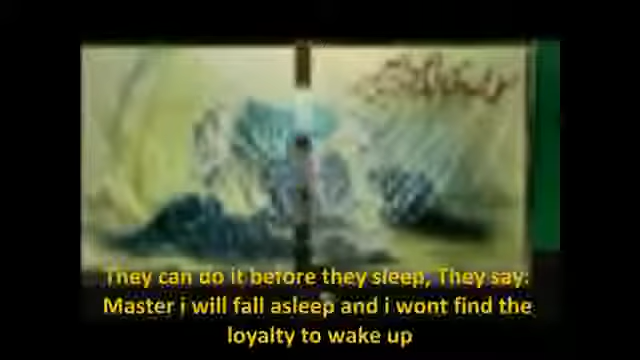 They can do it before they sleep, They say:
Master i will fall asleep and i wont find the
loyalty to wake up